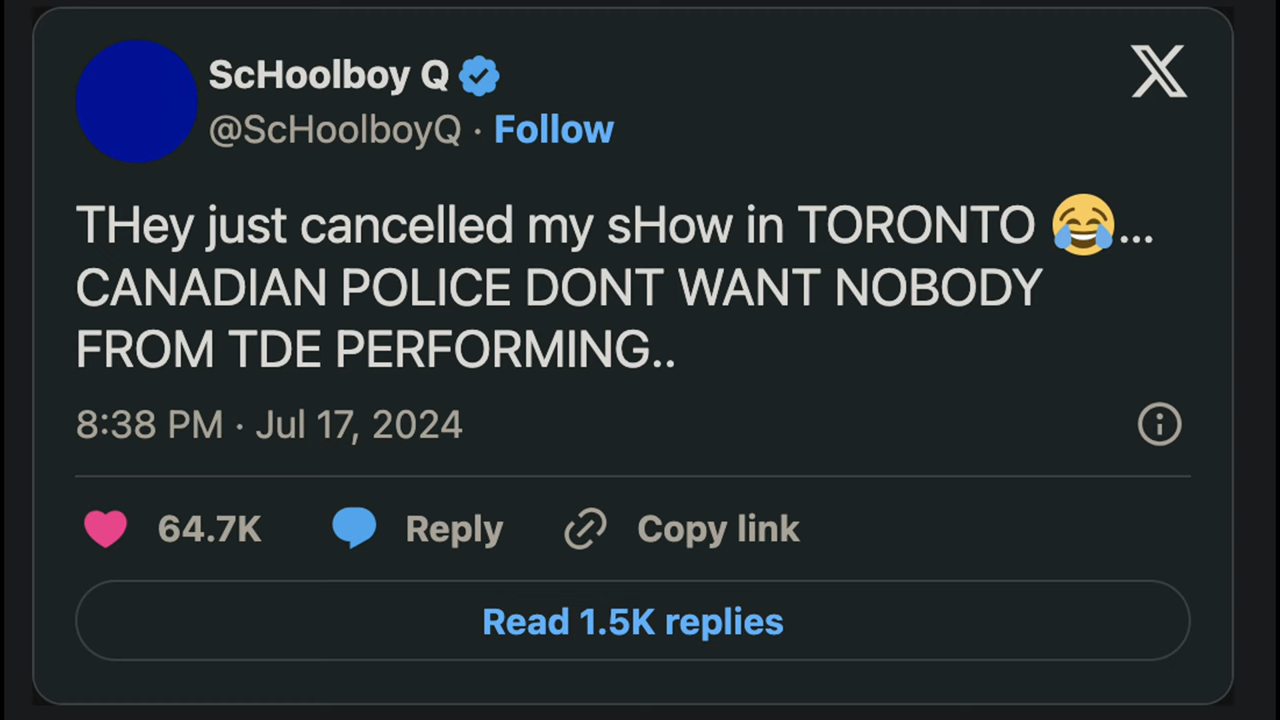 ScHoolboy Q
@ScHoolboyQ · Follow
THey just cancelled my sHow in TORONTO 😂...
CANADIAN POLICE DONT WANT NOBODY
FROM TDE PERFORMING..
8:38 PM · Jul 17, 2024
64.7K Reply Copy link
Read 1.5K replies